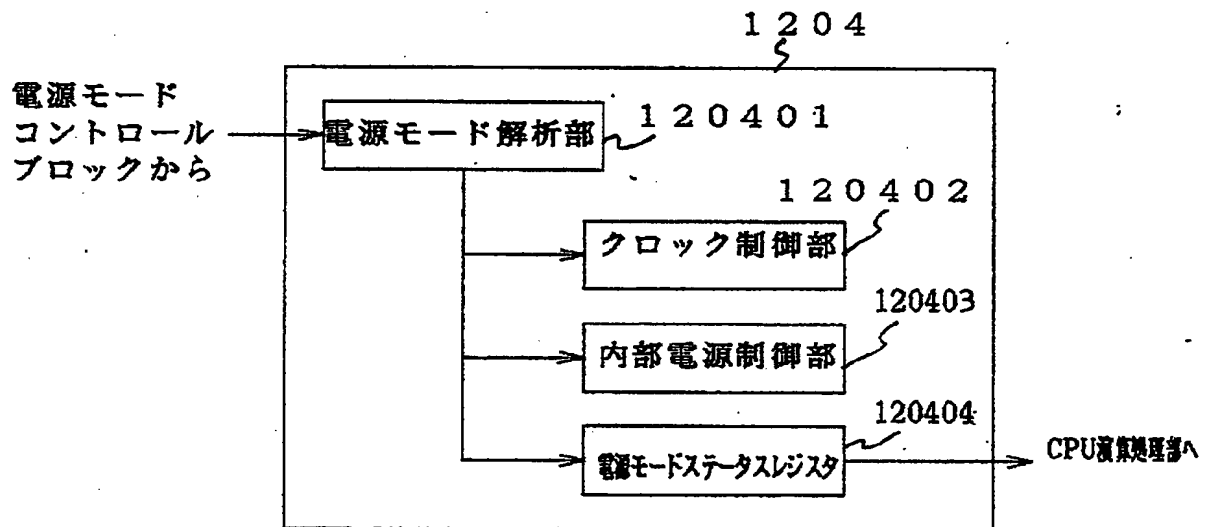 １２０４
電源モード
コントロール
ブロックから
電源モード解析部
１２０４０１
１２０４０２
クロック制御部
120403
内部電源制御部
120404
電源モードステータスレジスタ
CPU演算処理部へ